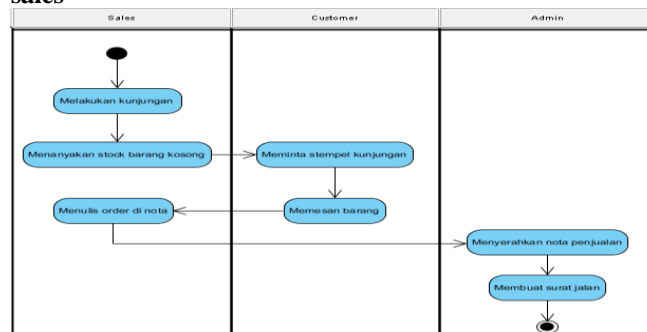 sales
Sales Customer Admin
Melakukan kunjungan
Menanyakan stock barang kosong Meminta stempel kunjungan
Menulis order di nota Memesan barang
Menyerahkan nota penjualan
Membuat surat jalan